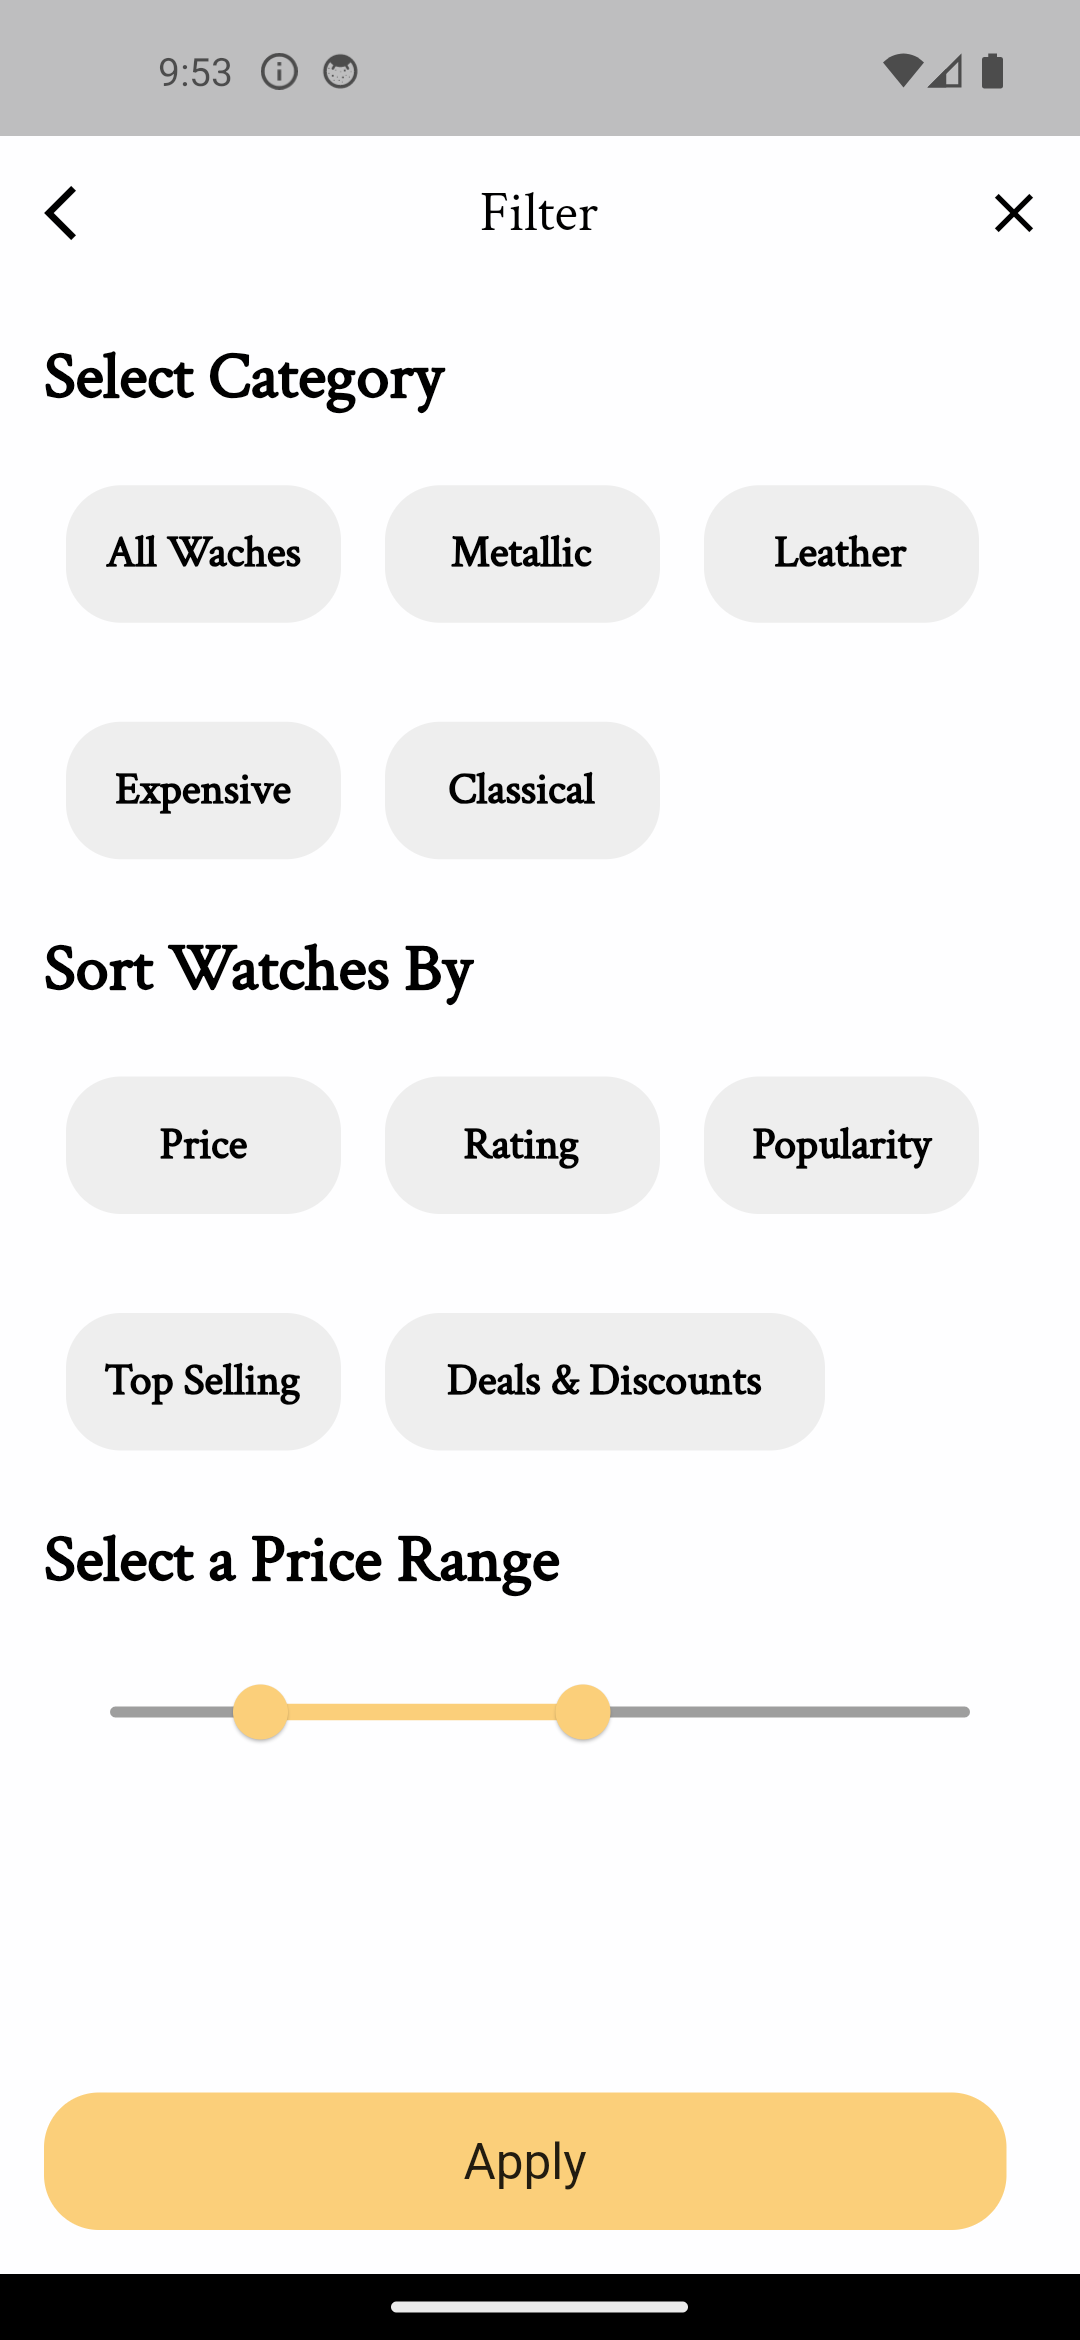 9:53
Filter
Select Category
All Waches
Metallic
Leather
Expensive
Classical
Sort Watches By
Price
Rating
Popularity
Top Selling
Deals & Discounts
Select a Price Range
Apply